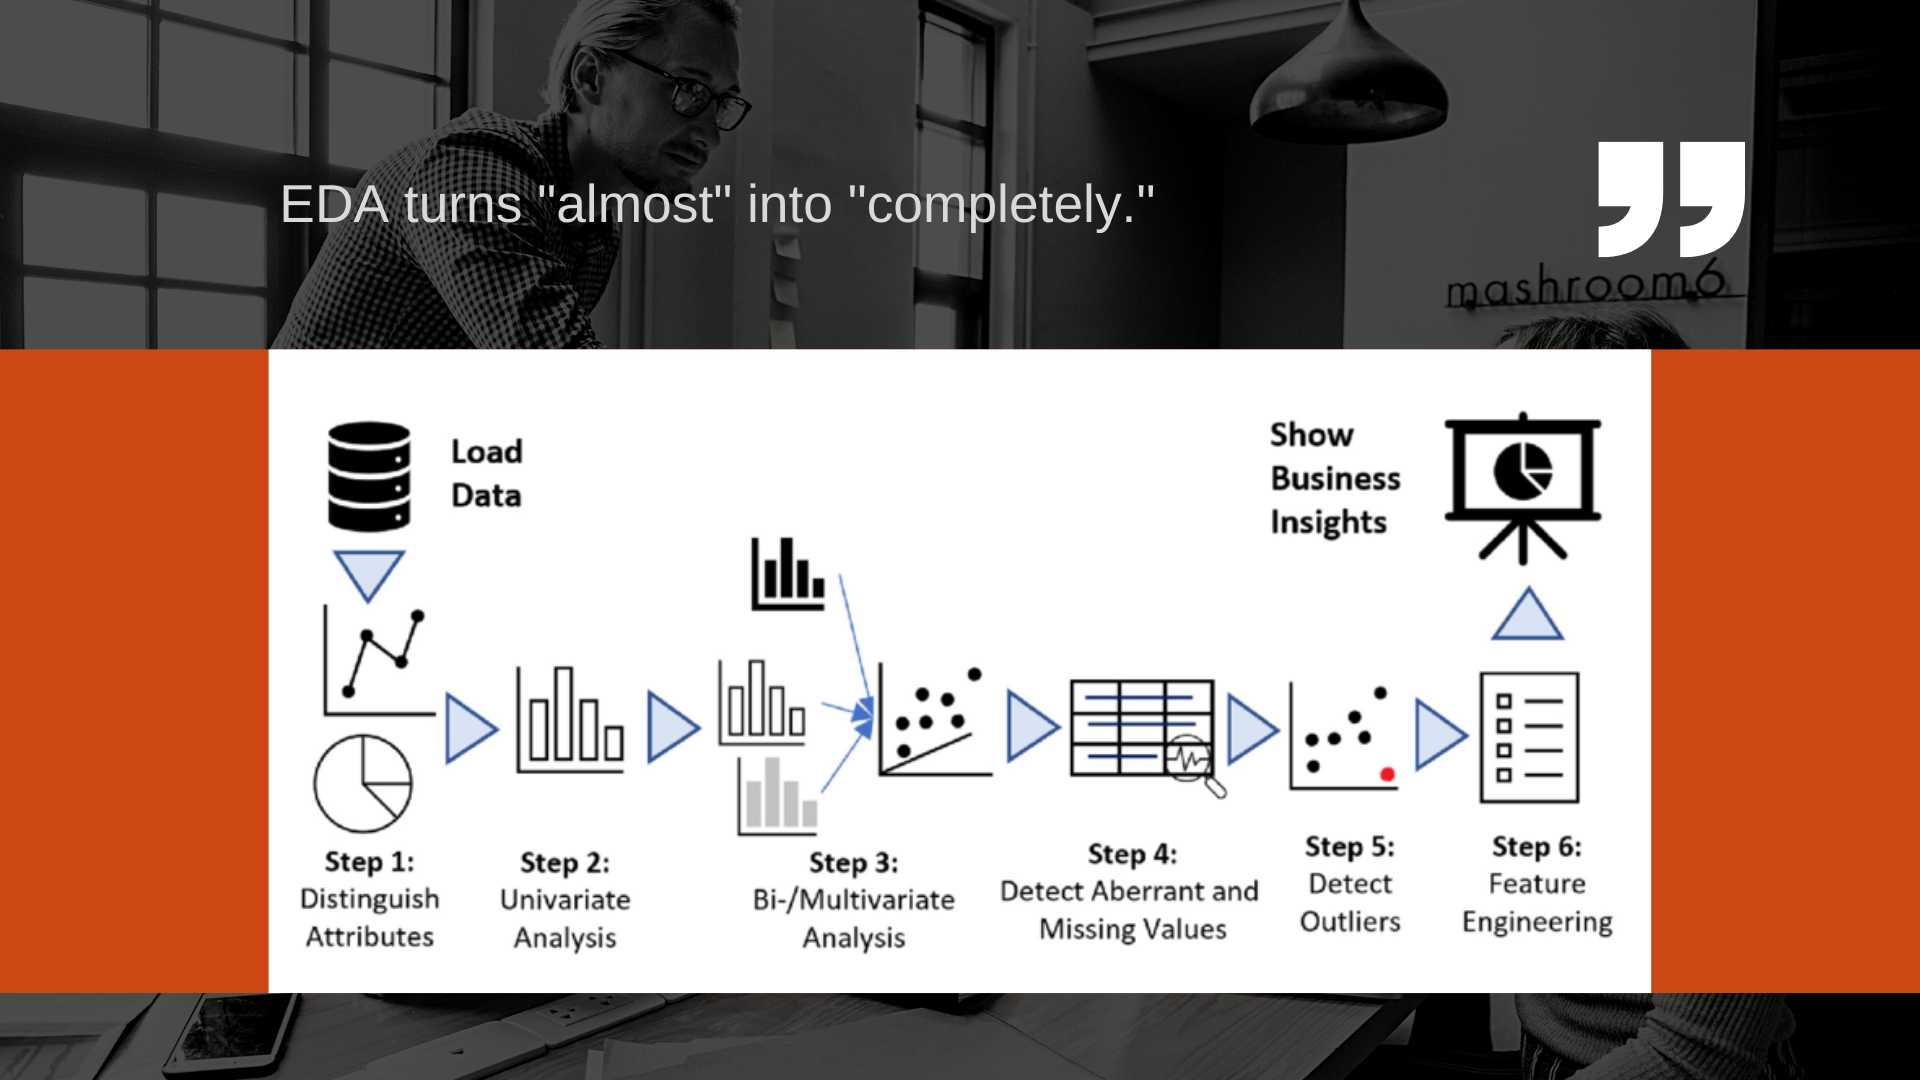 EDA turns "almost" into "completely."
mashroom6
Load
Data
Show
Business
Insights
Step 1:
Distinguish
Attributes
Step 2:
Univariate
Analysis
Step 3:
Bi-/Multivariate
Analysis
Step 4:
Detect Aberrant and
Missing Values
Step 5:
Detect
Outliers
Step 6:
Feature
Engineering